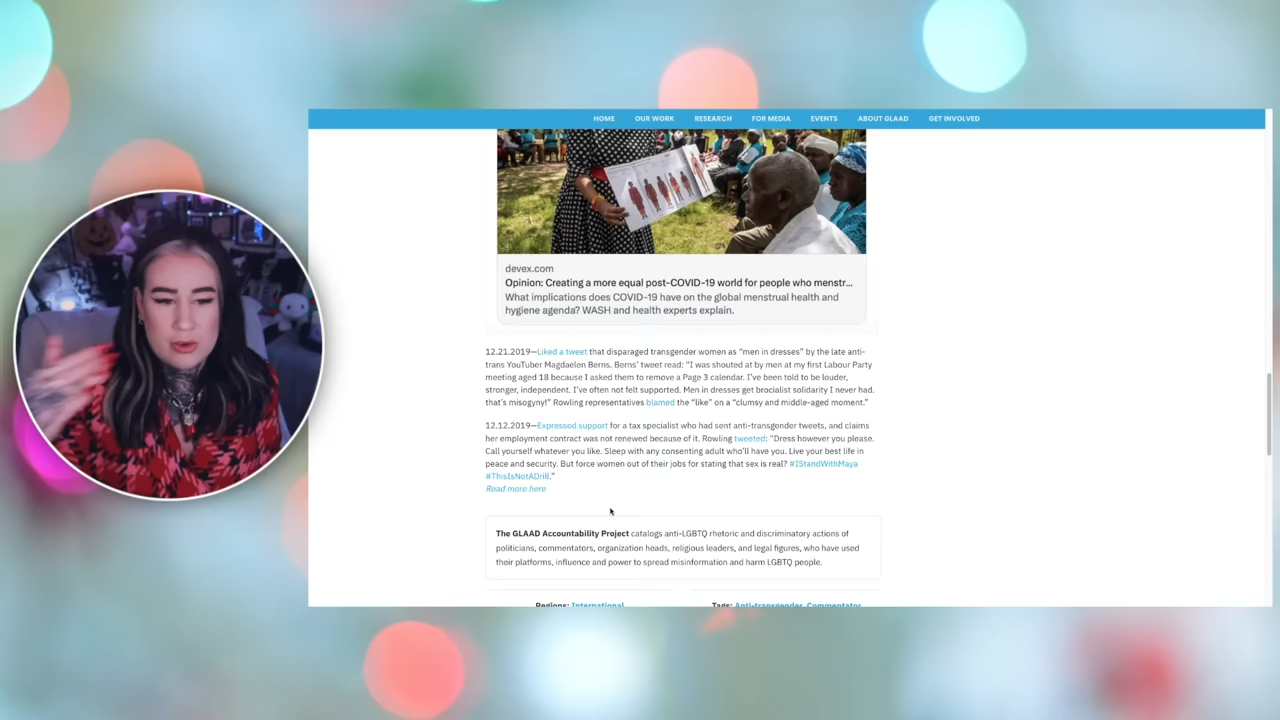 HOME OUR WORK RESEARCH FOR MEDIA EVENTS ABOUT GLAAD GET INVOLVED
devex.com
Opinion: Creating a more equal post-COVID-19 world for people who menstr...
What implications does COVID-19 have on the global menstrual health and
hygiene agenda? WASH and health experts explain.
12.21.2019—Liked a tweet that disparaged transgender women as “men in dresses” by the late anti-
trans YouTuber Magdaelen Berns. Berns’ tweet read: “I was shouted at by men at my first Labour Party
meeting aged 18 because I asked them to remove a Page 3 calendar. I’ve been told to be louder,
stronger, independent. I’ve often not felt supported. Men in dresses get brocialist solidarity I never had.
that’s misogyny!” Rowling representatives blamed the “like” on a “clumsy and middle-aged moment.”
12.12.2019—Expressed support for a tax specialist who had sent anti-transgender tweets, and claims
her employment contract was not renewed because of it. Rowling tweeted: “Dress however you please.
Call yourself whatever you like. Sleep with any consenting adult who’ll have you. Live your best life in
peace and security. But force women out of their jobs for stating that sex is real? #IStandWithMaya
#ThisIsNotADrill.”
Read more here
The GLAAD Accountability Project catalogs anti-LGBTQ rhetoric and discriminatory actions of
politicians, commentators, organization heads, religious leaders, and legal figures, who have used
their platforms, influence and power to spread misinformation and harm LGBTQ people.
Regions: International Tags: Anti-transgender, Commentator